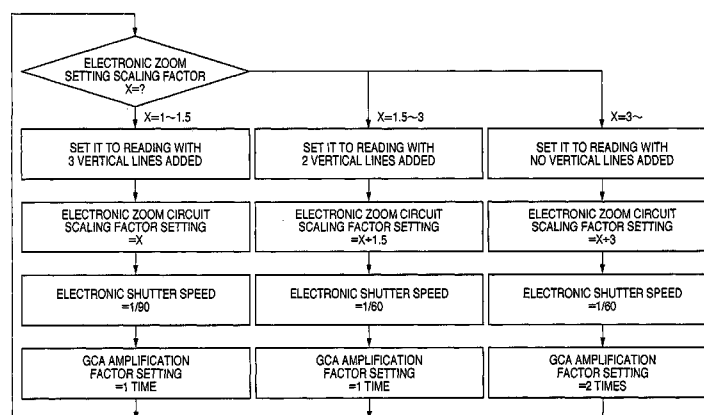 ELECTRONIC ZOOM
SETTING SCALING FACTOR
X=?
X=1~1.5
X=1.5~3
X=3~
SET IT TO READING WITH
3 VERTICAL LINES ADDED
SET IT TO READING WITH
2 VERTICAL LINES ADDED
SET IT TO READING WITH
NO VERTICAL LINES ADDED
ELECTRONIC ZOOM CIRCUIT
SCALING FACTOR SETTING
=X
ELECTRONIC ZOOM CIRCUIT
SCALING FACTOR SETTING
=X÷1.5
ELECTRONIC ZOOM CIRCUIT
SCALING FACTOR SETTING
=X÷3
ELECTRONIC SHUTTER SPEED
=1/90
ELECTRONIC SHUTTER SPEED
=1/60
ELECTRONIC SHUTTER SPEED
=1/60
GCA AMPLIFICATION
FACTOR SETTING
=1 TIME
GCA AMPLIFICATION
FACTOR SETTING
=1 TIME
GCA AMPLIFICATION
FACTOR SETTING
=2 TIMES